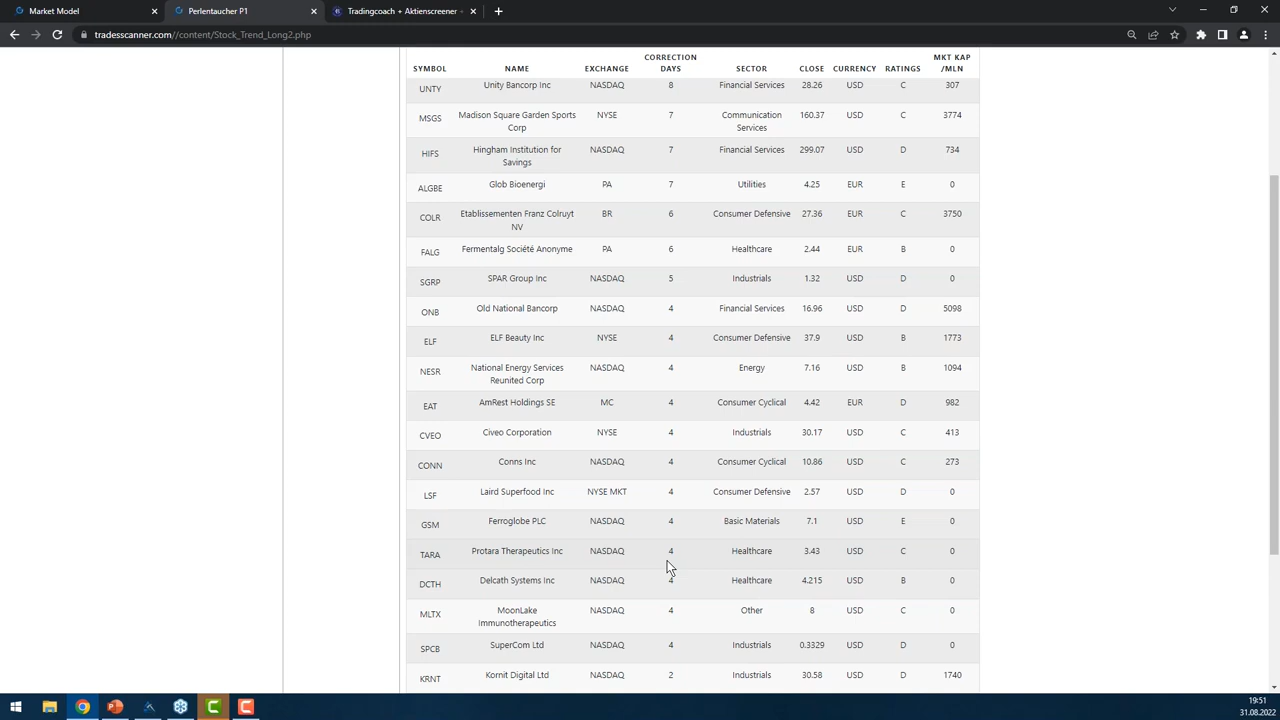 Market Model
Perlentaucher P1
Tradingcoach + Aktienscreener -
tradesscanner.com//content/Stock_Trend_Long2.php
SYMBOL NAME EXCHANGE CORRECTION DAYS SECTOR CLOSE CURRENCY RATINGS MKT KAP /MLN
UNTY Unity Bancorp Inc NASDAQ 8 Financial Services 28.26 USD C 307
MSGS Madison Square Garden Sports Corp NYSE 7 Communication Services 160.37 USD C 3774
HIFS Hingham Institution for Savings NASDAQ 7 Financial Services 299.07 USD D 734
ALGBE Glob Bioenergi PA 7 Utilities 4.25 EUR E 0
COLR Etablissementen Franz Colruyt NV BR 6 Consumer Defensive 27.36 EUR C 3750
FALG Fermentalg Société Anonyme PA 6 Healthcare 2.44 EUR B 0
SGRP SPAR Group Inc NASDAQ 5 Industrials 1.32 USD D 0
ONB Old National Bancorp NASDAQ 4 Financial Services 16.96 USD D 5098
ELF ELF Beauty Inc NYSE 4 Consumer Defensive 37.9 USD B 1773
NESR National Energy Services Reunited Corp NASDAQ 4 Energy 7.16 USD B 1094
EAT AmRest Holdings SE MC 4 Consumer Cyclical 4.42 EUR D 982
CVEO Civeo Corporation NYSE 4 Industrials 30.17 USD C 413
CONN Conns Inc NASDAQ 4 Consumer Cyclical 10.86 USD C 273
LSF Laird Superfood Inc NYSE MKT 4 Consumer Defensive 2.57 USD D 0
GSM Ferroglobe PLC NASDAQ 4 Basic Materials 7.1 USD E 0
TARA Protara Therapeutics Inc NASDAQ 4 Healthcare 3.43 USD C 0
DCTH Delcath Systems Inc NASDAQ 4 Healthcare 4.215 USD B 0
MLTX MoonLake Immunotherapeutics NASDAQ 4 Other 8 USD C 0
SPCB SuperCom Ltd NASDAQ 4 Industrials 0.3329 USD D 0
KRNT Kornit Digital Ltd NASDAQ 2 Industrials 30.58 USD D 1740
19:51
31.08.2022